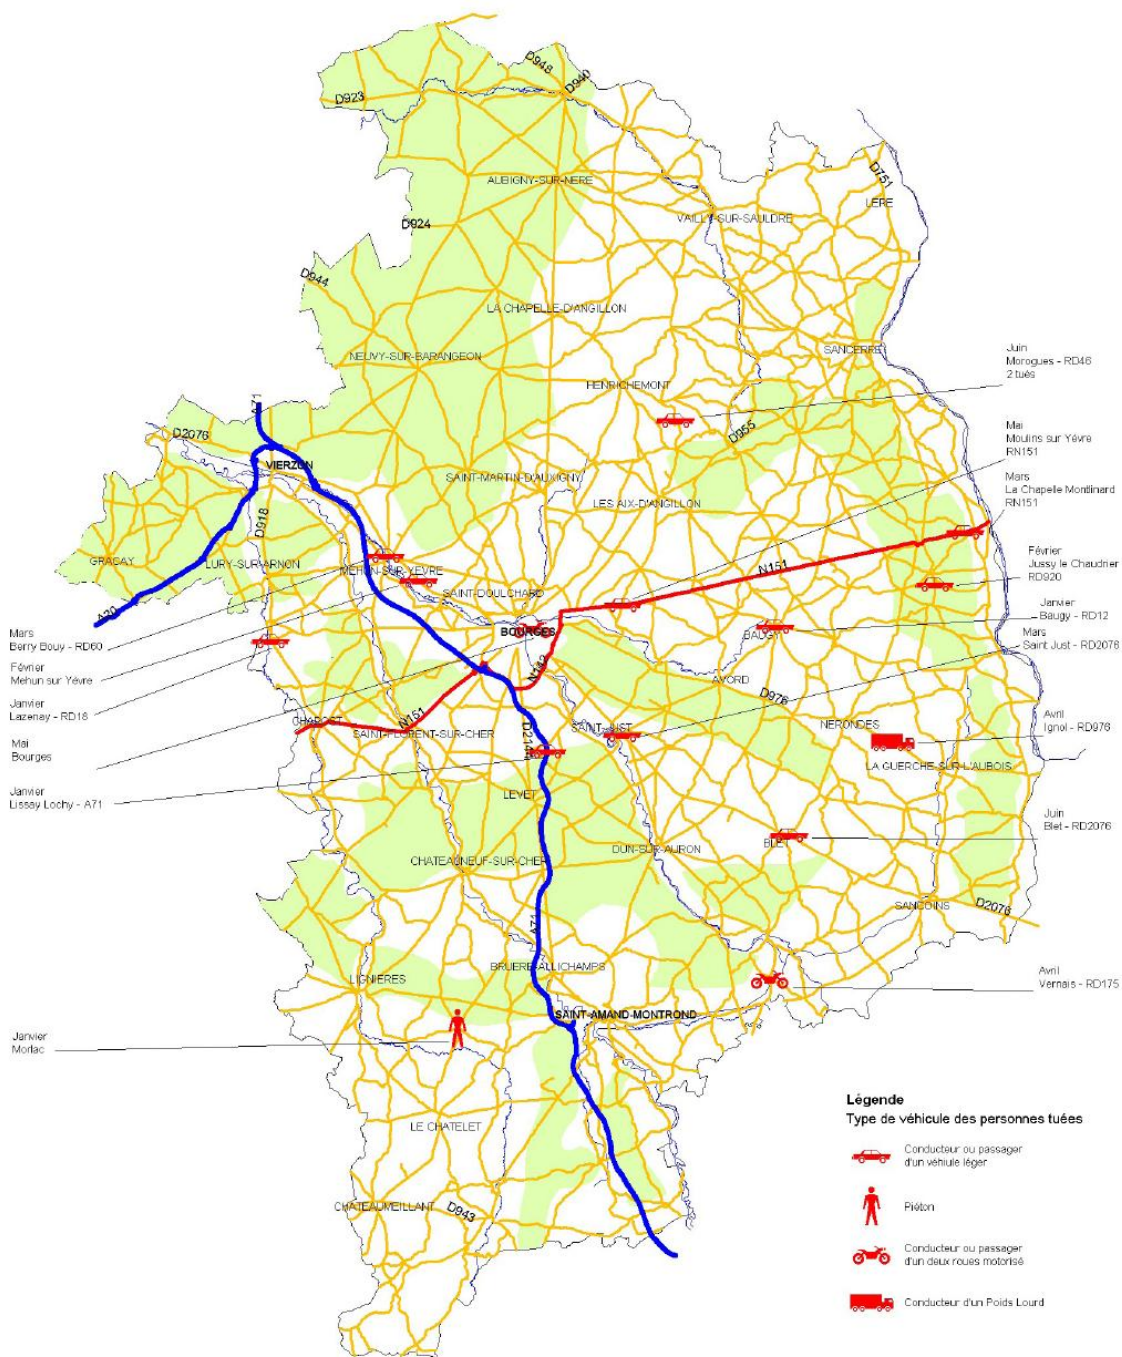 D948
D940
D923
D751
AUBIGNY-SUR-NERE
LERE
VAILLY-SUR-SAULDRE
D924
D944
LA CHAPELLE-D'ANGILLON
NEUVY-SUR-BARANGEON
SANCERRE
HENRICHEMONT
Juin
Morogues - RD46
2 tués
A71
D955
D2076
VIERZON
Mai
Moulins sur Yévre
RN151
SAINT-MARTIN-D'AUXIGNY
LES AIX-D'ANGILLON
Mars
La Chapelle Montlinard
RN151
D918
GRACAY
LURY-SUR-ARNON
MEHUN-SUR-YEVRE
N151
SAINT-DOULCHARD
Février
Jussy le Chaudrier
RD920
A20
Janvier
Baugy - RD12
BOURGES
BAUGY
Mars
Berry Bouy - RD60
Mars
Saint Just - RD2076
Février
Mehun sur Yévre
N142
AVORD
D976
Janvier
Lazenay - RD18
CHAROST
N151
SAINT-FLORENT-SUR-CHER
D2144
SAINT-JUST
NERONDES
Avril
Ignol - RD976
Mai
Bourges
LA GUERCHE-SUR-L'AUBOIS
Janvier
Lissay Lochy - A71
LEVET
Juin
Blet - RD2076
BLET
DUN-SUR-AURON
CHATEAUNEUF-SUR-CHER
SANCOINS
D2076
A71
BRUERE-ALLICHAMPS
LIGNIERES
Avril
Vernais - RD175
SAINT-AMAND-MONTROND
Janvier
Morlac
LE CHATELET
CHATEAUMEILLANT
D943
Légende
Type de véhicule des personnes tuées
Conducteur ou passager
d'un véhiule léger
Piéton
Conducteur ou passager
d'un deux roues motorisé
Conducteur d'un Poids Lourd